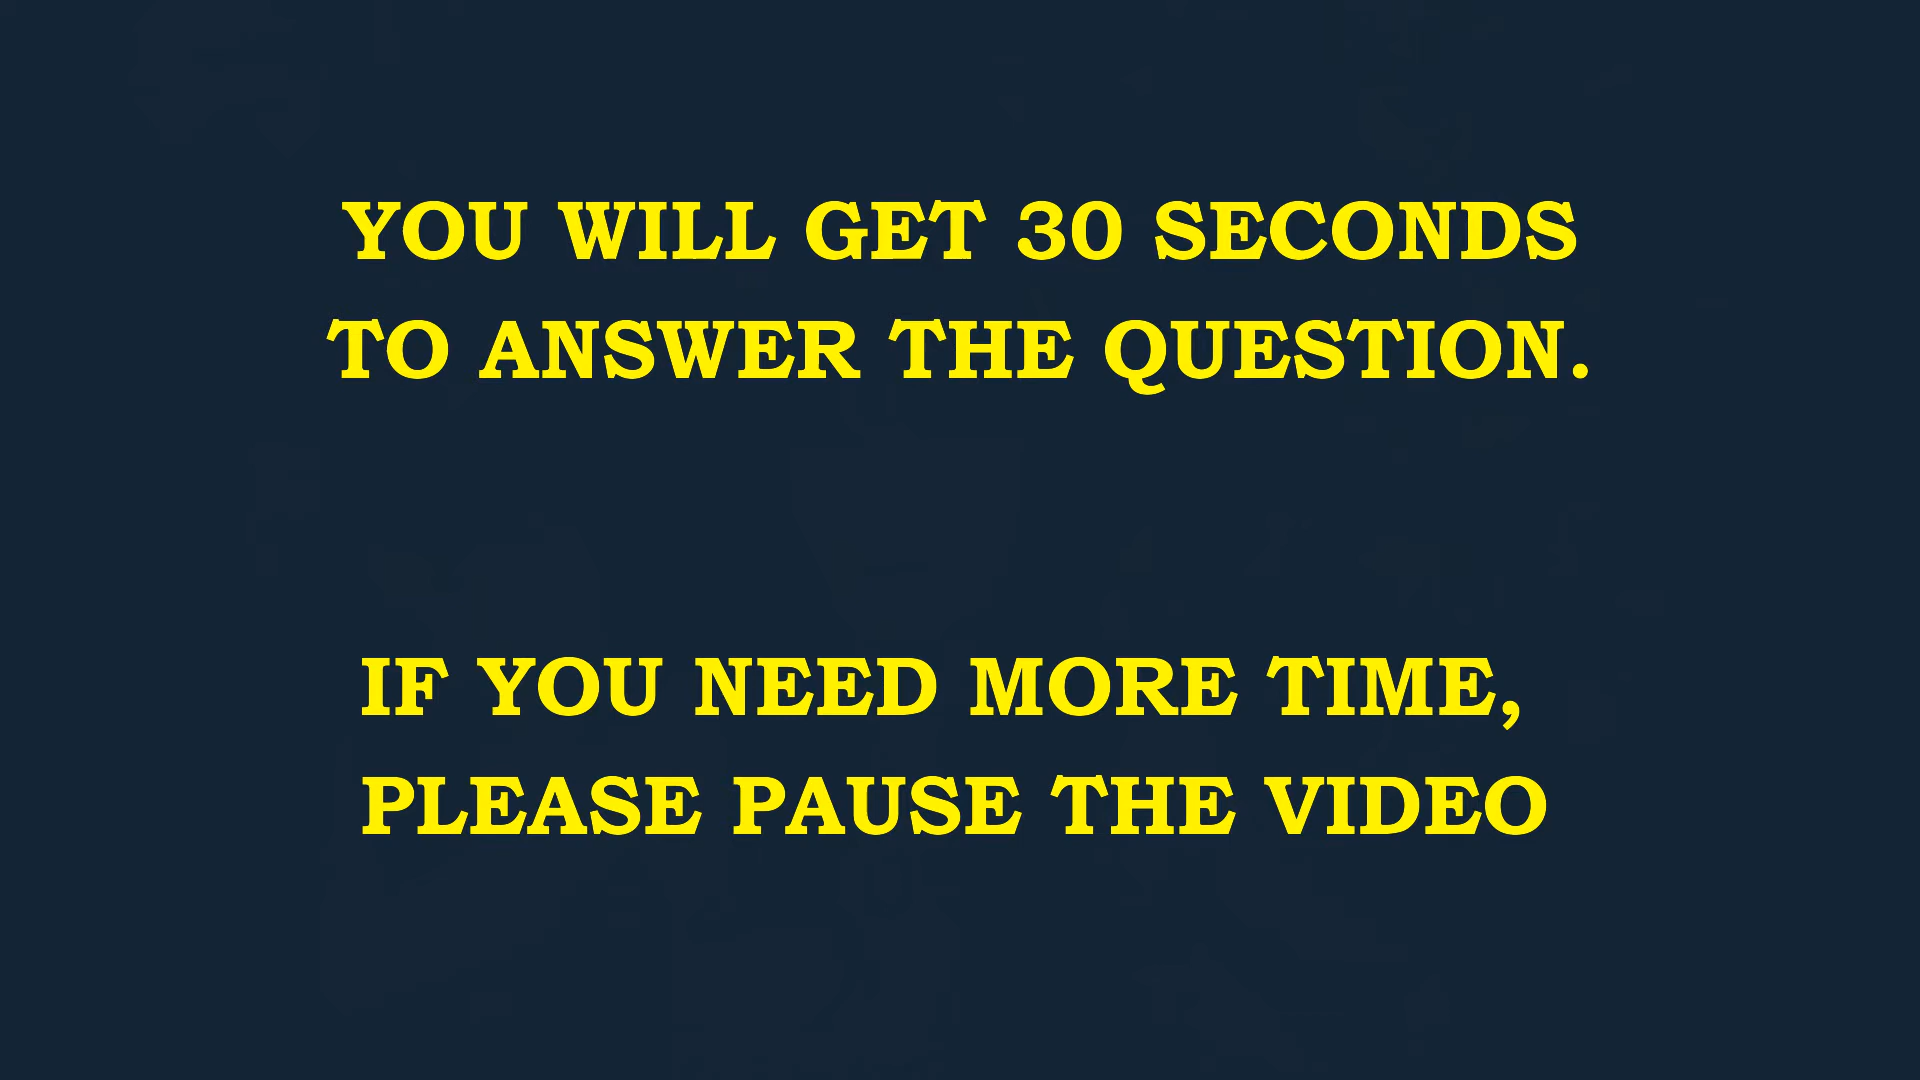 YOU WILL GET 30 SECONDS
TO ANSWER THE QUESTION.
IF YOU NEED MORE TIME,
PLEASE PAUSE THE VIDEO